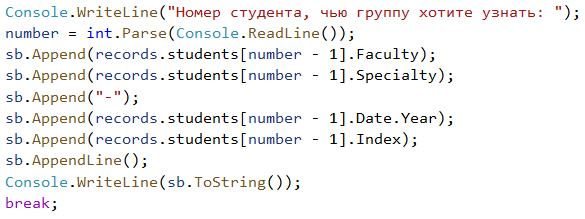 Console.WriteLine("Номер студента, чью группу хотите узнать: ");
number = int.Parse(Console.ReadLine());
sb.Append(records.students[number - 1].Faculty);
sb.Append(records.students[number - 1].Specialty);
sb.Append("-");
sb.Append(records.students[number - 1].Date.Year);
sb.Append(records.students[number - 1].Index);
sb.AppendLine();
Console.WriteLine(sb.ToString());
break;